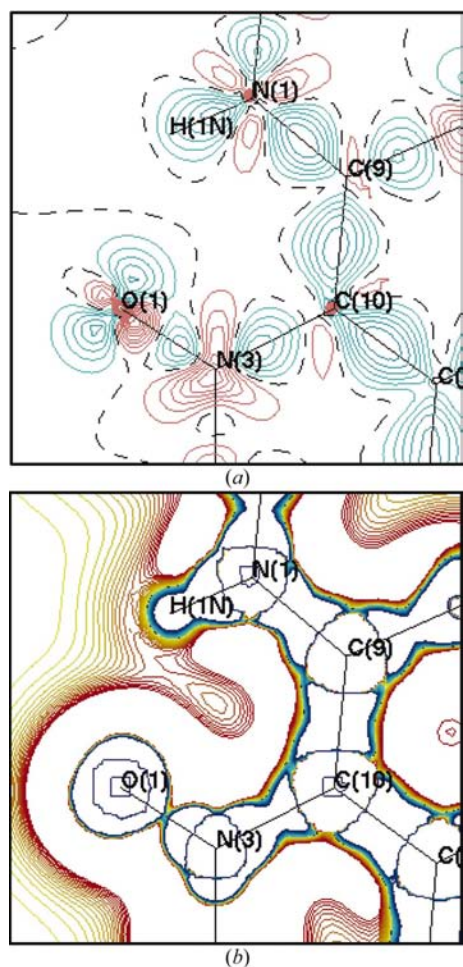 N(1)
H(1N)
C(9)
O(1)
C(10)
N(3)
C(
(a)
N(1)
H(1N)
C(9)
O(1)
C(10)
N(3)
C(
(b)